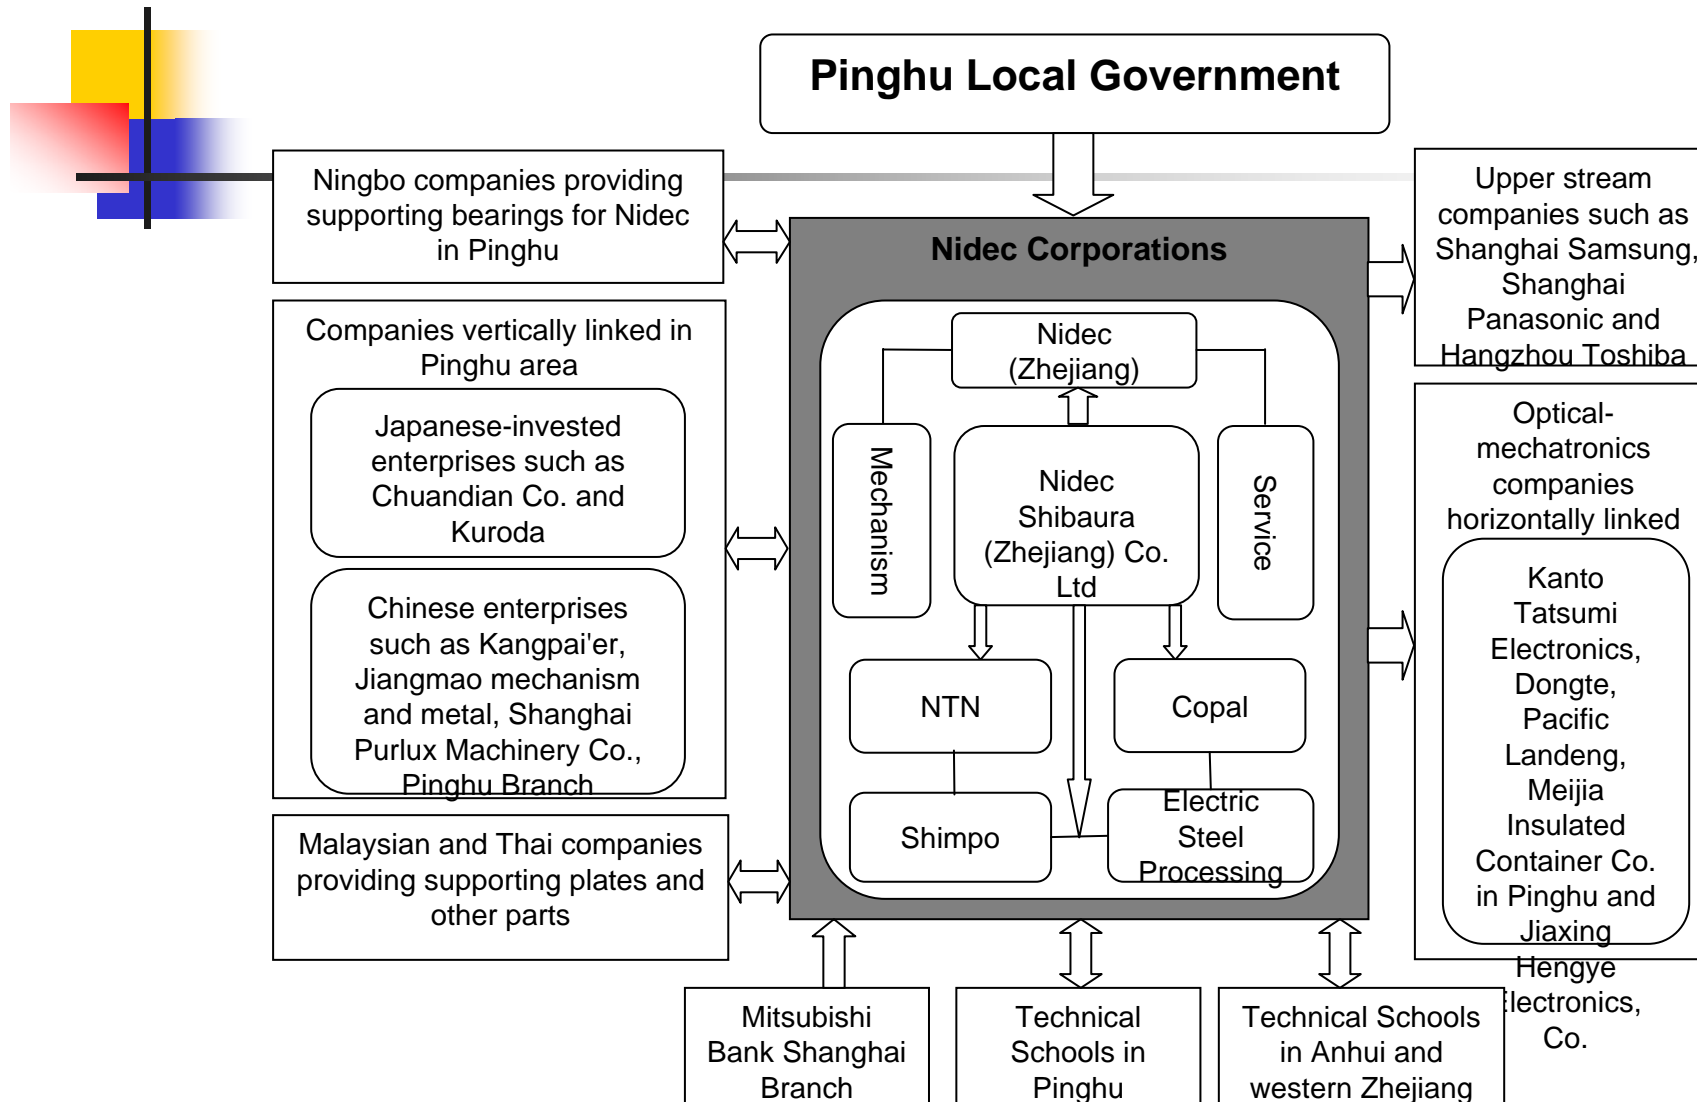 Pinghu Local Government
Ningbo companies providing
supporting bearings for Nidec
in Pinghu
Companies vertically linked in
Pinghu area
Japanese-invested
enterprises such as
Chuandian Co. and
Kuroda
Chinese enterprises
such as Kangpai'er,
Jiangmao mechanism
and metal, Shanghai
Purlux Machinery Co.,
Pinghu Branch
Malaysian and Thai companies
providing supporting plates and
other parts
Nidec Corporations
Nidec
(Zhejiang)
Mechanism
Nidec
Shibaura
(Zhejiang) Co.
Ltd
Service
NTN
Copal
Shimpo
Electric
Steel
Processing
Upper stream
companies such as
Shanghai Samsung,
Shanghai
Panasonic and
Hangzhou Toshiba
Optical-
mechatronics
companies
horizontally linked
Kanto
Tatsumi
Electronics,
Dongte,
Pacific
Landeng,
Meijia
Insulated
Container Co.
in Pinghu and
Jiaxing
Hengye
Electronics,
Co.
Mitsubishi
Bank Shanghai
Branch
Technical
Schools in
Pinghu
Technical Schools
in Anhui and
western Zhejiang